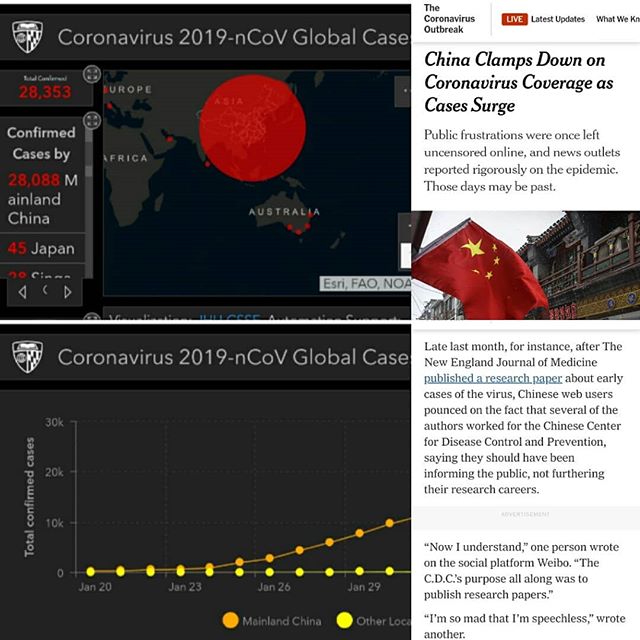 Coronavirus 2019-nCoV Global Case
Total Confirmed
28,353
Confirmed
Cases by
28,088 M
ainland
China
45 Japan
EUROPE
ASIA
AFRICA
AUSTRALIA
Esri, FAO, NOA
Coronavirus 2019-nCoV Global Case
Total confirmed cases
30k
20k
10k
0
Jan 20
Jan 23
Jan 26
Jan 29
Mainland China
Other Loca
The
Coronavirus
Outbreak
LIVE Latest Updates What We Kn
China Clamps Down on
Coronavirus Coverage as
Cases Surge
Public frustrations were once left
uncensored online, and news outlets
reported rigorously on the epidemic.
Those days may be past.
Late last month, for instance, after The
New England Journal of Medicine
published a research paper about early
cases of the virus, Chinese web users
pounced on the fact that several of the
authors worked for the Chinese Center
for Disease Control and Prevention,
saying they should have been
informing the public, not furthering
their research careers.
ADVERTISEMENT
“Now I understand,” one person wrote
on the social platform Weibo. “The
C.D.C.’s purpose all along was to
publish research papers.”
“I’m so mad that I’m speechless,” wrote
another.